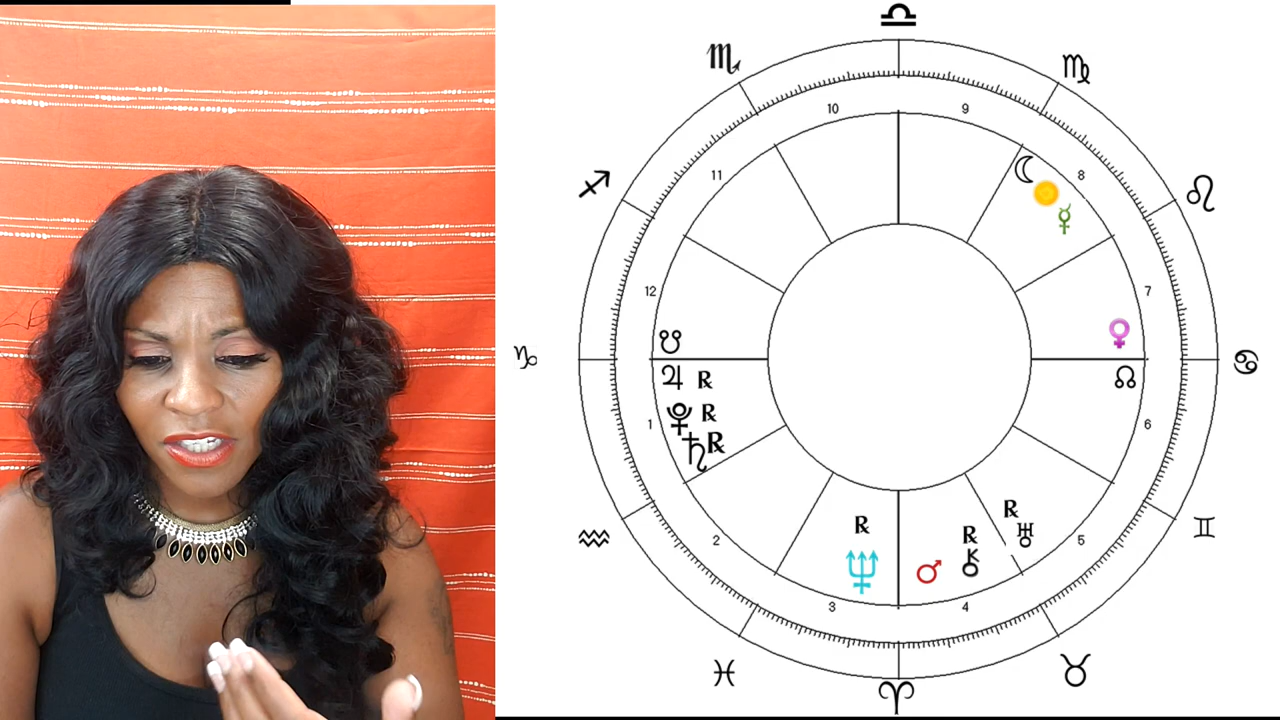 ♎
♏ ♍
10 9
11 8
☾
♐ ♌
☿
12 7
☋ ♀
♑ ♋
♃ R ☊
♇ R
1 6
♄ R
R R
♒ R ♅ ♊
2 5
♆ ♂ ⚷
3 4
♓ ♉
♈